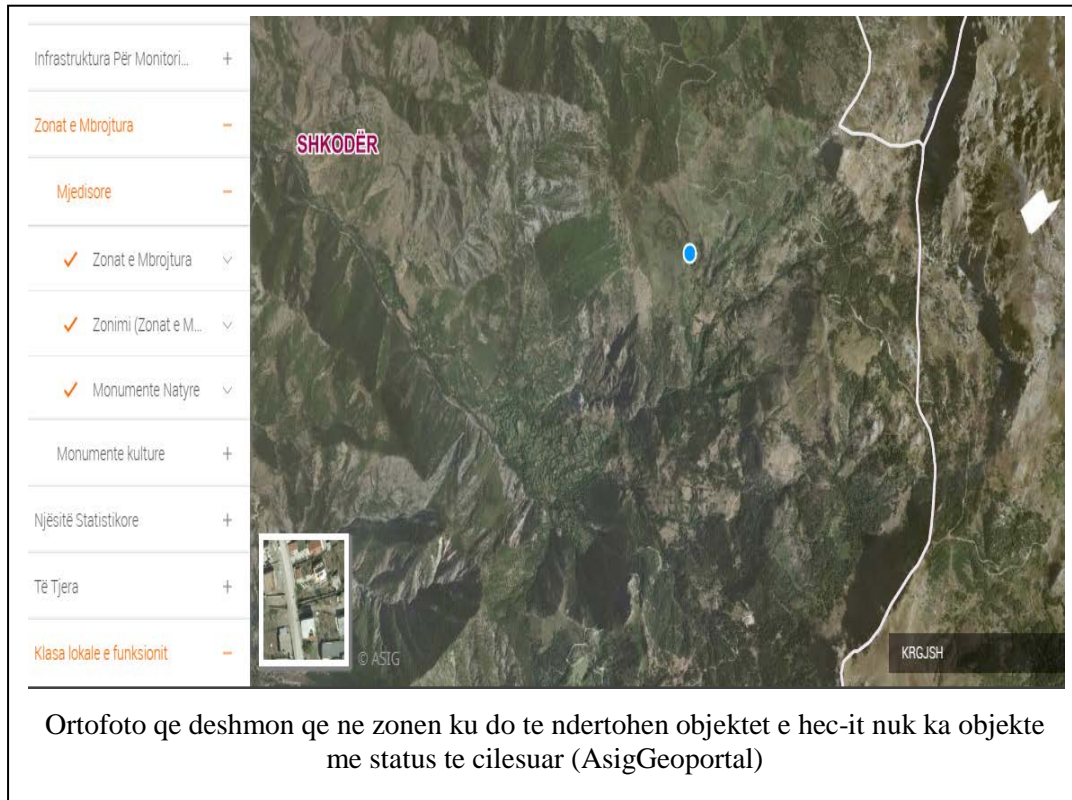 Infrastruktura Për Monitori...
Zonat e Mbrojtura
Mjedisore
Zonat e Mbrojtura
Zonimi (Zonat e M...
Monumente Natyre
Monumente kulture
Njësitë Statistikore
Të Tjera
Klasa lokale e funksionit
SHKODËR
© ASIG
KRGJSH
Ortofoto qe deshmon qe ne zonen ku do te ndertohen objektet e hec-it nuk ka objekte
me status te cilesuar (AsigGeoportal)